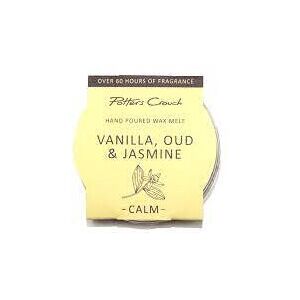 OVER 60 HOURS OF FRAGRANCE
Potters Crouch
HAND POURED WAX MELT
VANILLA, OUD
& JASMINE
- CALM -